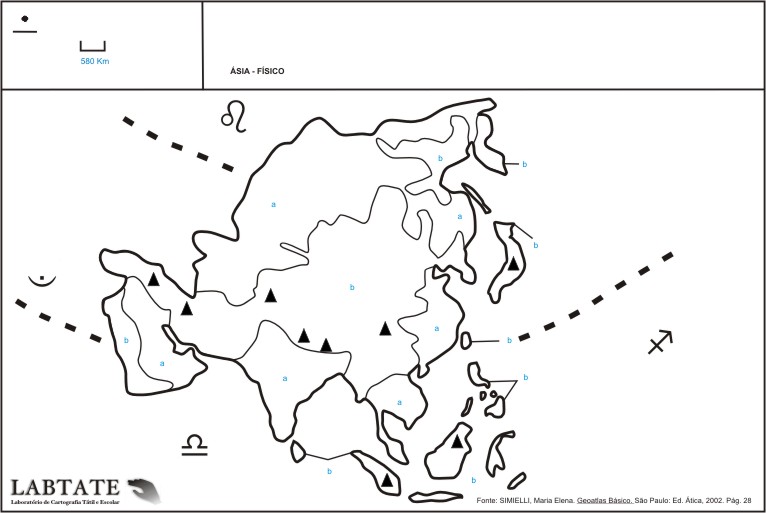 580 Km
ÁSIA - FÍSICO
b
a
b
a
b
b
b
a
b
a
b
a
a
b
b
LABTATE
Laboratório de Cartografia Tátil e Escolar
Fonte: SIMIELLI, Maria Elena. Geoatlas Básico. São Paulo: Ed. Ática, 2002. Pág. 28